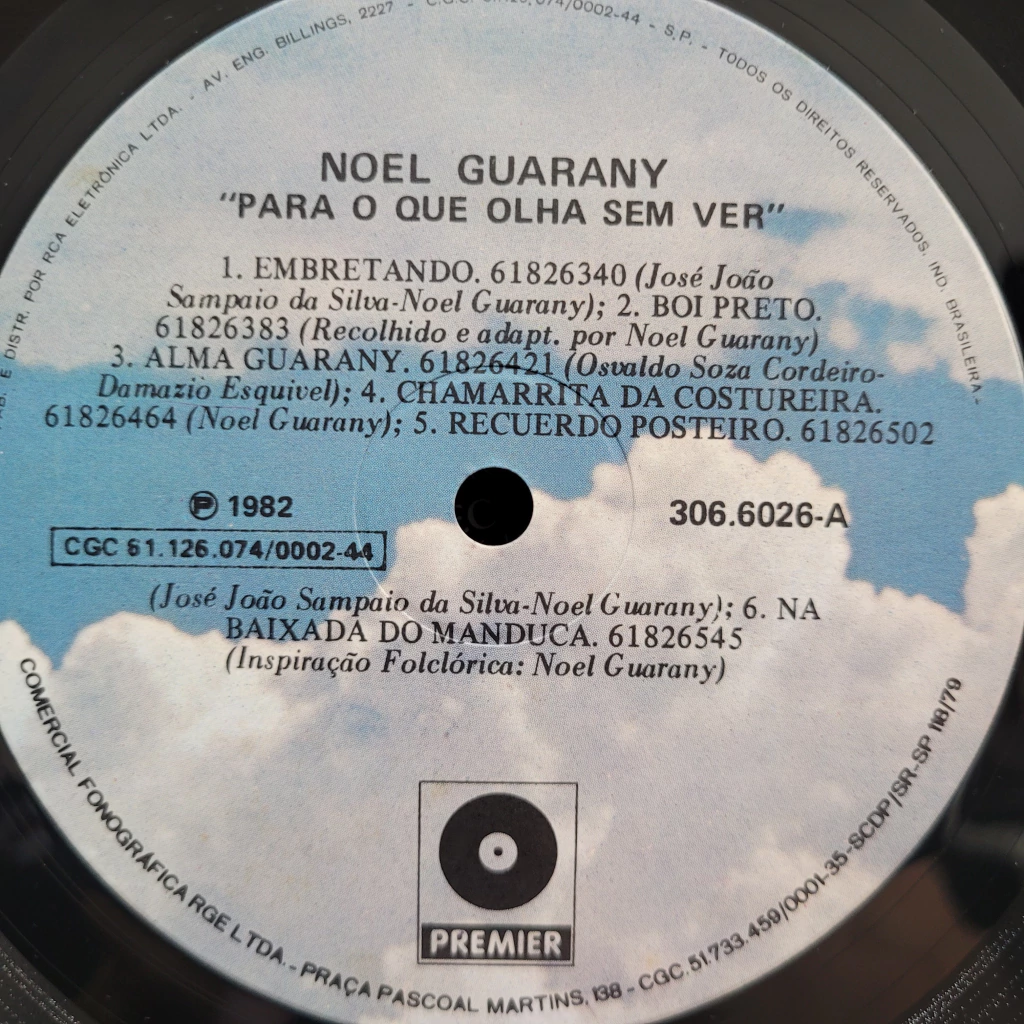 AB. E DISTR. POR RCA ELETRÔNICA LTDA. - AV. ENG. BILLINGS, 2227 - C.G.C. 074/0002-44 - S.P. - TODOS OS DIREITOS RESERVADOS. IND. BRASILEIRA.-
NOEL GUARANY
"PARA O QUE OLHA SEM VER"
1. EMBRETANDO. 61826340 (José João
Sampaio da Silva-Noel Guarany); 2. BOI PRETO.
61826383 (Recolhido e adapt. por Noel Guarany)
3. ALMA GUARANY. 61826421 (Osvaldo Soza Cordeiro-
Damazio Esquivel); 4. CHAMARRITA DA COSTUREIRA.
61826464 (Noel Guarany); 5. RECUERDO POSTEIRO. 61826502
Ⓟ 1982
306.6026-A
CGC 61.126.074/0002-44
(José João Sampaio da Silva-Noel Guarany); 6. NA
BAIXADA DO MANDUCA. 61826545
(Inspiração Folclórica: Noel Guarany)
PREMIER
COMERCIAL FONOGRÁFICA RGE LTDA. - PRAÇA PASCOAL MARTINS, 138 - CGC. 51.733.459/0001-35-SCDP/SR-SP 118/79